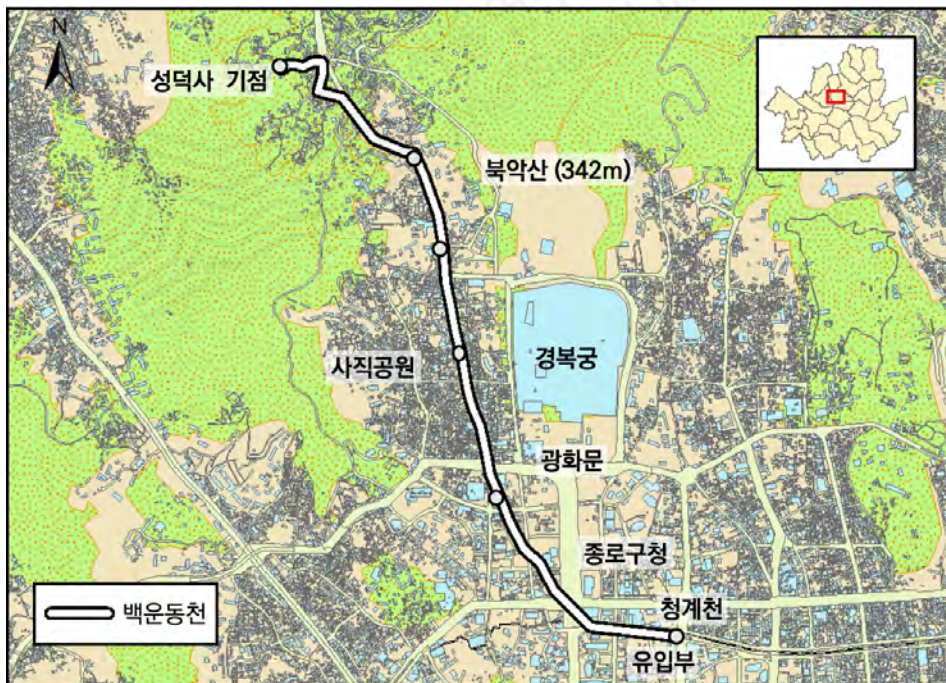 N
성덕사 기점
북악산 (342m)
사직공원
경복궁
광화문
종로구청
청계천
유입부
백운동천